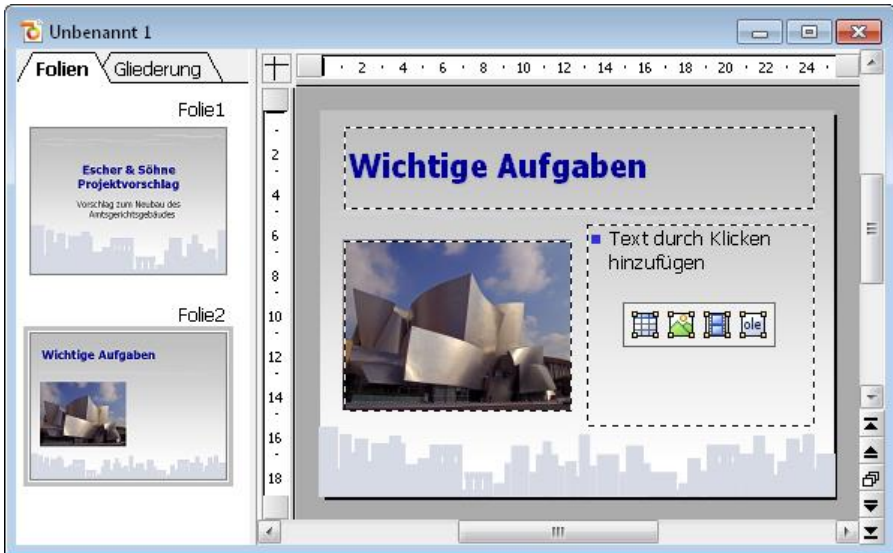 Unbenannt 1
Folien Gliederung
2 4 6 8 10 12 14 16 18 20 22 24
Folie1
Escher & Söhne
Projektvorschlag
Vorschlag zum Neubau des
Amtsgerichtsgebäudes
Folie2
Wichtige Aufgaben
2
4
6
8
10
12
14
16
18
Wichtige Aufgaben
Text durch Klicken
hinzufügen
ole